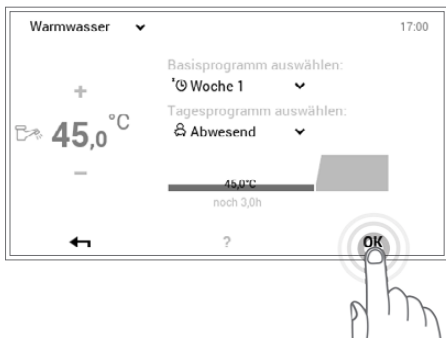 Warmwasser 17:00
Basisprogramm auswählen:
Woche 1
+
Tagesprogramm auswählen:
45,0°C
Abwesend
−
45,0°C
noch 3,0h
? OK